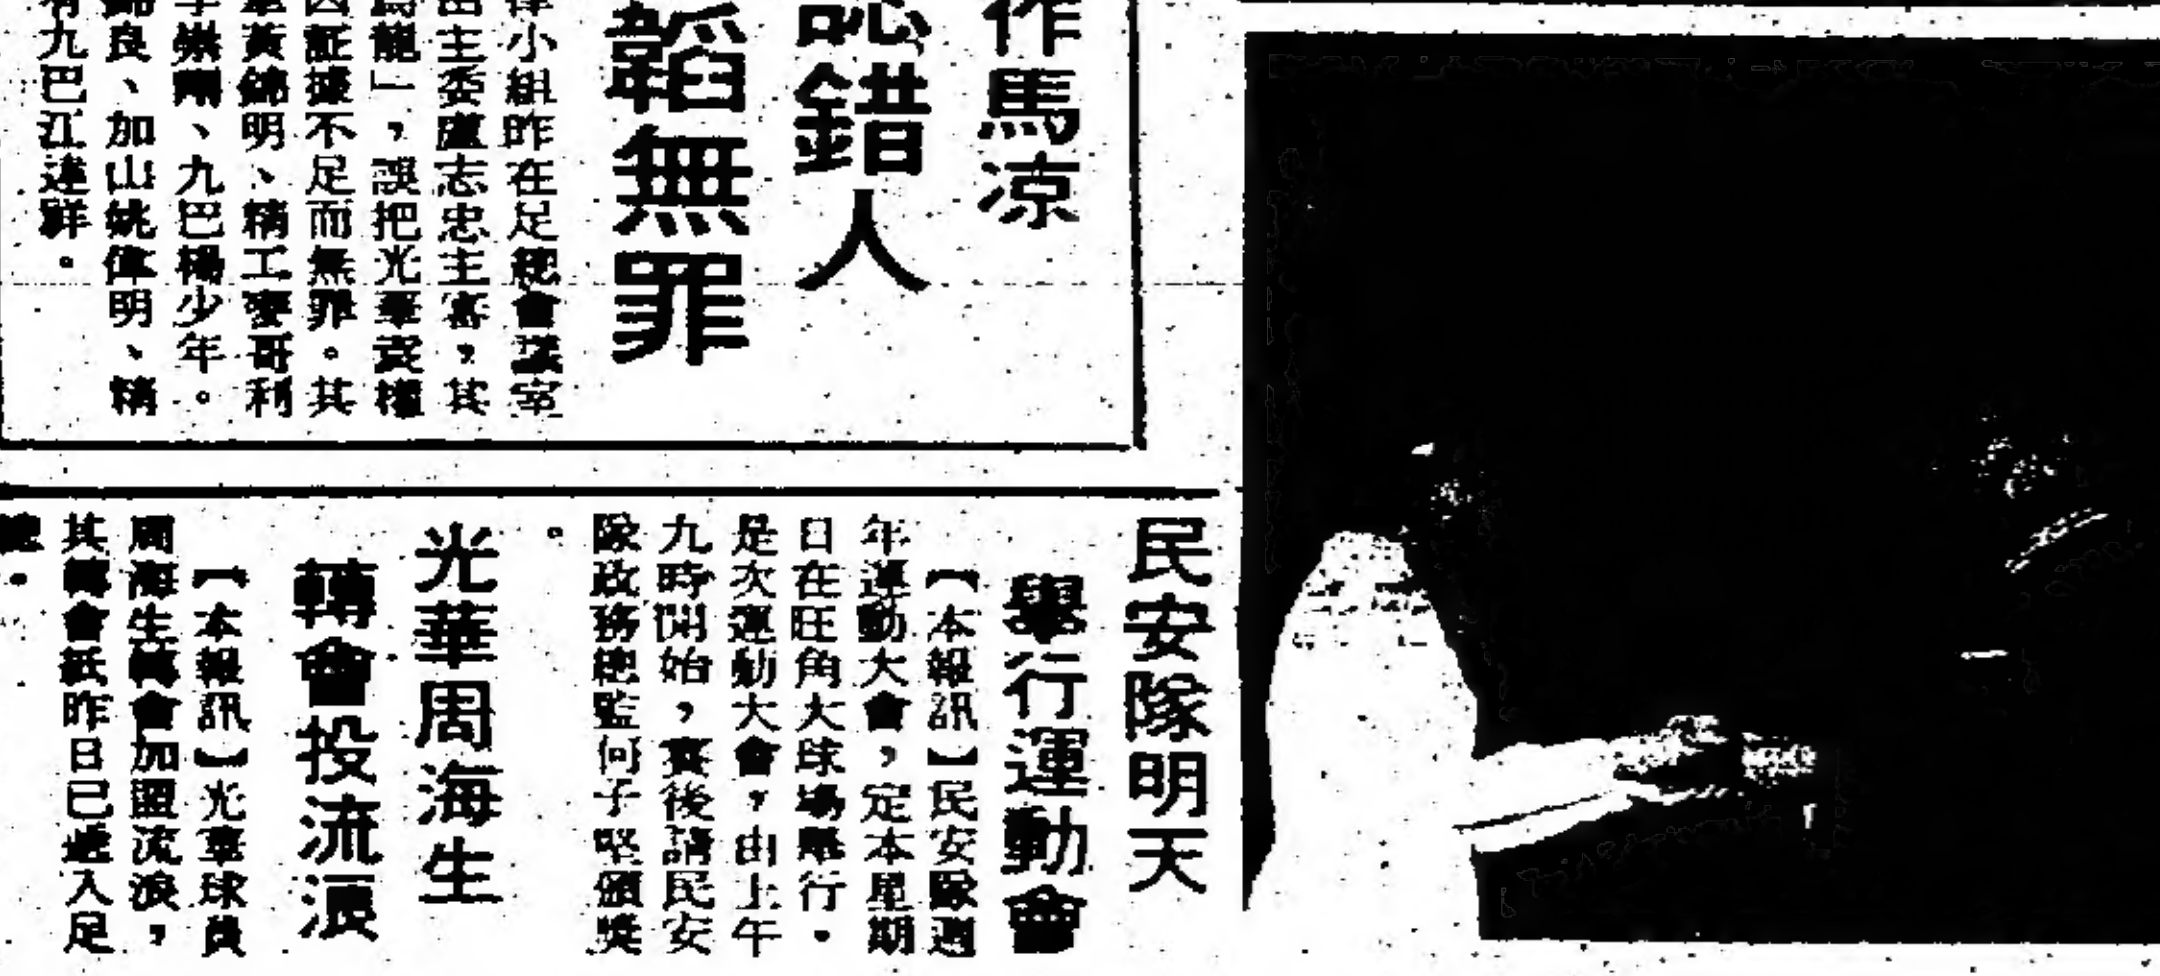 作馬凉
認錯人
韜無罪
律小組昨在足總會議室
由主委盧志忠主審，其
馬龍」，誤把光華袁權
因証據不足而無罪。其
華黃錦明、精工麥哥利
李崇剛、九巴楊少年。
錦良、加山姚偉明、精
有九巴江達群。
民安隊明天
舉行運動會
【本報訊】民安隊週
年運動大會，定本星期
日在旺角大球場舉行。
是次運動大會，由上午
九時開始，賽後請民安
隊政務總監何子堅頒獎
。
光華周海生
轉會投流浪
【本報訊】光華球員
周海生轉會加盟流浪，
其轉會紙昨日已遞入足
總。